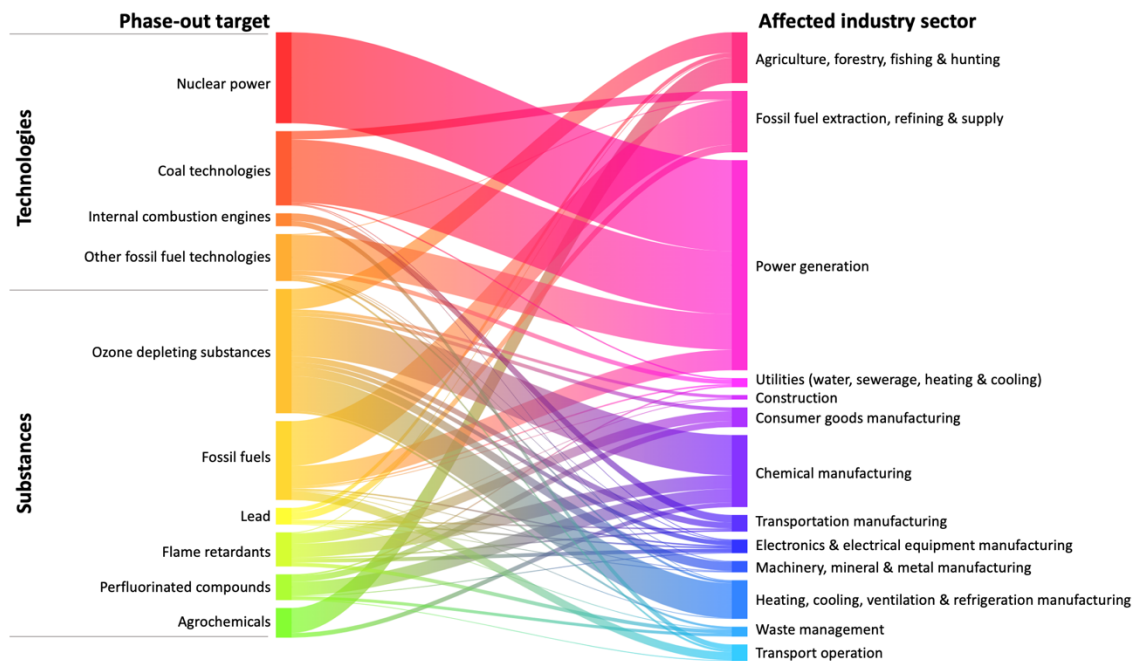 Phase-out target
Affected industry sector
Technologies
Nuclear power
Coal technologies
Internal combustion engines
Other fossil fuel technologies
Substances
Ozone depleting substances
Fossil fuels
Lead
Flame retardants
Perfluorinated compounds
Agrochemicals
Agriculture, forestry, fishing & hunting
Fossil fuel extraction, refining & supply
Power generation
Utilities (water, sewerage, heating & cooling)
Construction
Consumer goods manufacturing
Chemical manufacturing
Transportation manufacturing
Electronics & electrical equipment manufacturing
Machinery, mineral & metal manufacturing
Heating, cooling, ventilation & refrigeration manufacturing
Waste management
Transport operation